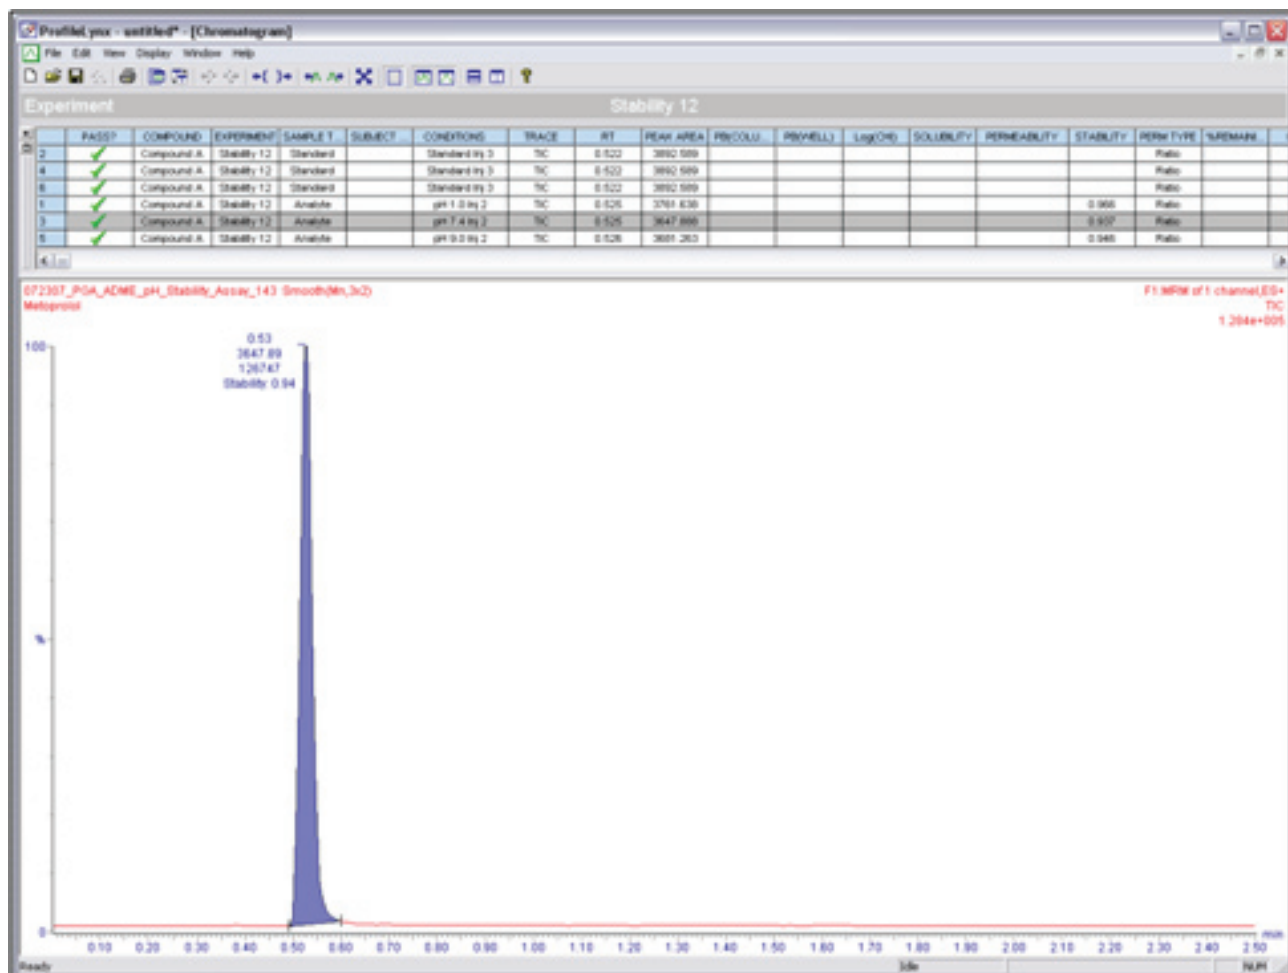 ProfileLynx - untitled* - [Chromatogram]
File Edit View Display Window Help
Experiment Stability 12
PASS? COMPOUND EXPERIMENT SAMPLE T... SUBJECT ... CONDITIONS TRACE RT PEAK AREA PB(COLU... PB(WELL) Log(CHI) SOLUBILITY PERMEABILITY STABILITY PERM TYPE %REMAINI...
2 Compound A Stability 12 Standard Standard Inj 3 TIC 0.522 3892.589 Ratio
4 Compound A Stability 12 Standard Standard Inj 3 TIC 0.522 3892.589 Ratio
6 Compound A Stability 12 Standard Standard Inj 3 TIC 0.522 3892.589 Ratio
1 Compound A Stability 12 Analyte pH 1.0 Inj 2 TIC 0.525 3761.638 0.966 Ratio
3 Compound A Stability 12 Analyte pH 7.4 Inj 2 TIC 0.525 3647.888 0.937 Ratio
5 Compound A Stability 12 Analyte pH 9.0 Inj 2 TIC 0.526 3681.263 0.946 Ratio
072307_PGA_ADME_pH_Stability_Assay_143 Smooth(Mn,3x2) F1:MRM of 1 channel,ES+
Metoprolol TIC
1.284e+005
0.53
3647.89
126747
Stability: 0.94
100
%
0
0.10 0.20 0.30 0.40 0.50 0.60 0.70 0.80 0.90 1.00 1.10 1.20 1.30 1.40 1.50 1.60 1.70 1.80 1.90 2.00 2.10 2.20 2.30 2.40 2.50 min
Ready Idle NUM